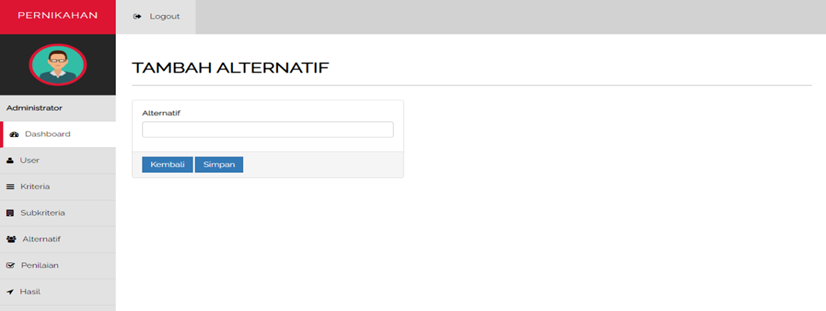 PERNIKAHAN
Logout
Administrator
Dashboard
User
Kriteria
Subkriteria
Alternatif
Penilaian
Hasil
TAMBAH ALTERNATIF
Alternatif
Kembali Simpan